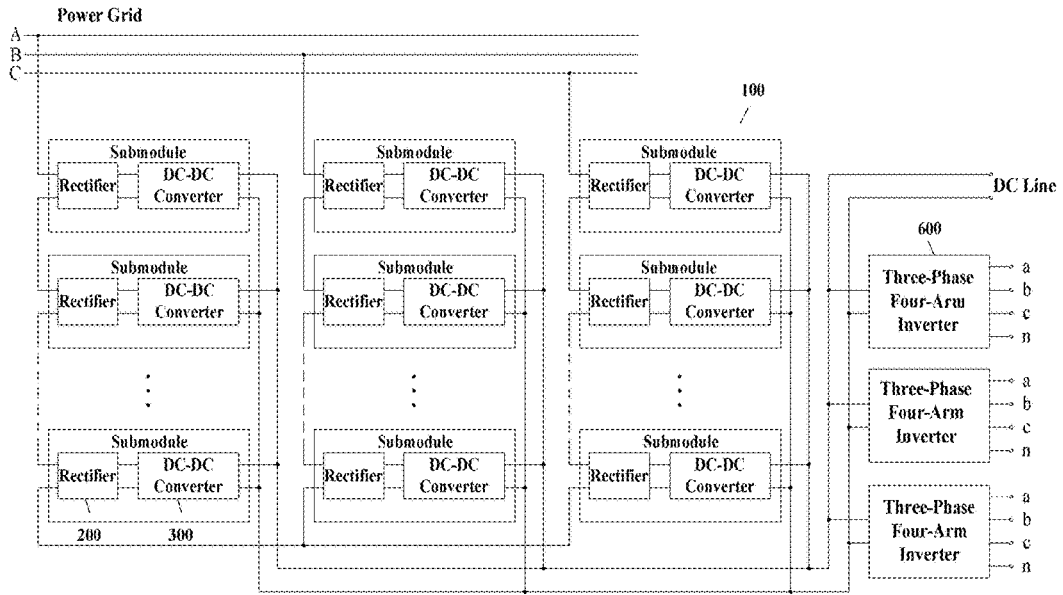 Power Grid
A
B
C
100
Submodule
Rectifier
DC-DC
Converter
Submodule
Rectifier
DC-DC
Converter
Submodule
Rectifier
DC-DC
Converter
DC Line
600
Submodule
Rectifier
DC-DC
Converter
Submodule
Rectifier
DC-DC
Converter
Submodule
Rectifier
DC-DC
Converter
Three-Phase
Four-Arm
Inverter
a
b
c
n
Three-Phase
Four-Arm
Inverter
a
b
c
n
Submodule
Rectifier
DC-DC
Converter
Submodule
Rectifier
DC-DC
Converter
Submodule
Rectifier
DC-DC
Converter
200
300
Three-Phase
Four-Arm
Inverter
a
b
c
n